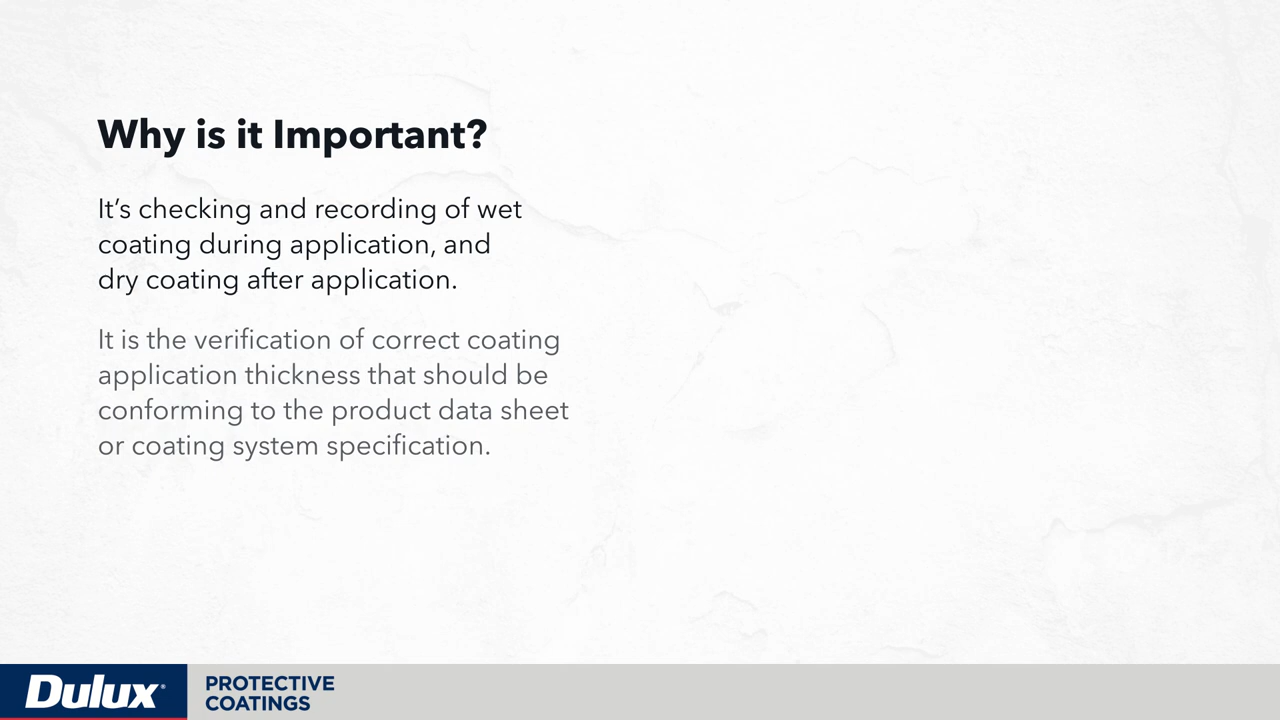 Why is it Important?
It’s checking and recording of wet
coating during application, and
dry coating after application.
It is the verification of correct coating
application thickness that should be
conforming to the product data sheet
or coating system specification.
Dulux®
PROTECTIVE
COATINGS